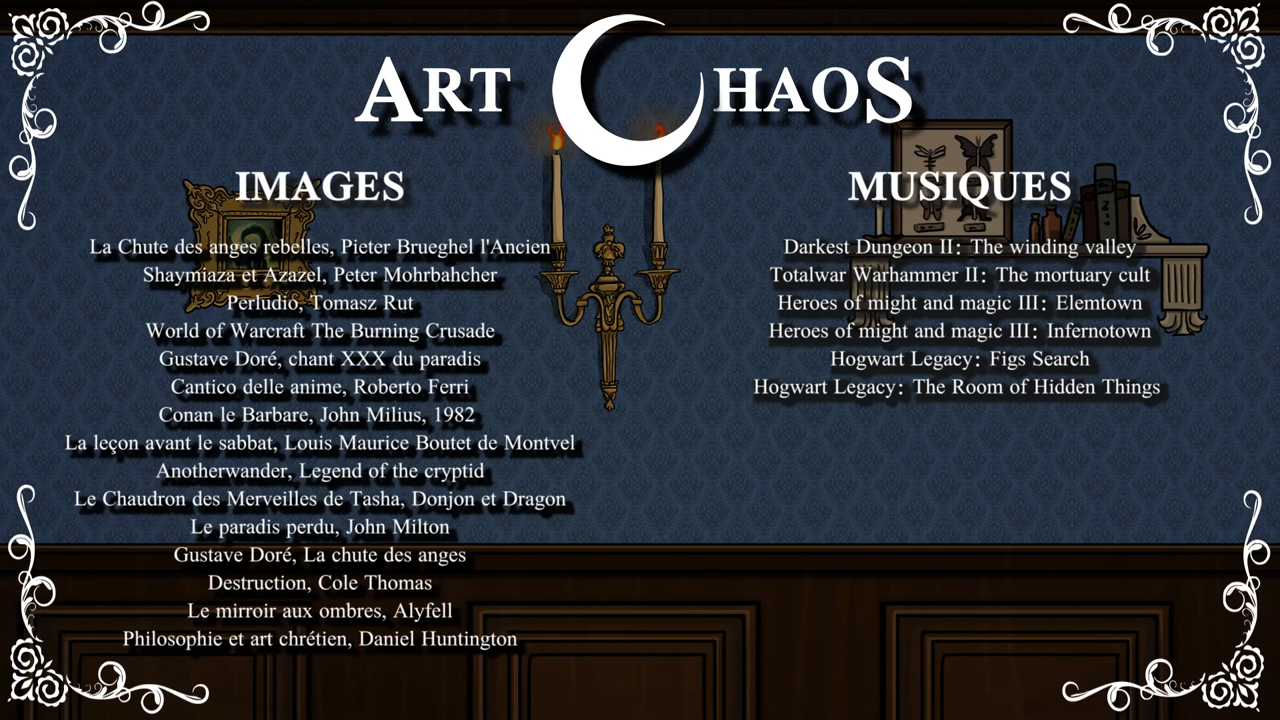 ART CHAOS
IMAGES
La Chute des anges rebelles, Pieter Brueghel l'Ancien
Shaymiaza et Azazel, Peter Mohrbahcher
Perludio, Tomasz Rut
World of Warcraft The Burning Crusade
Gustave Doré, chant XXX du paradis
Cantico delle anime, Roberto Ferri
Conan le Barbare, John Milius, 1982
La leçon avant le sabbat, Louis Maurice Boutet de Montvel
Anotherwander, Legend of the cryptid
Le Chaudron des Merveilles de Tasha, Donjon et Dragon
Le paradis perdu, John Milton
Gustave Doré, La chute des anges
Destruction, Cole Thomas
Le mirroir aux ombres, Alyfell
Philosophie et art chrétien, Daniel Huntington
MUSIQUES
Darkest Dungeon II: The winding valley
Totalwar Warhammer II: The mortuary cult
Heroes of might and magic III: Elemtown
Heroes of might and magic III: Infernotown
Hogwart Legacy: Figs Search
Hogwart Legacy: The Room of Hidden Things